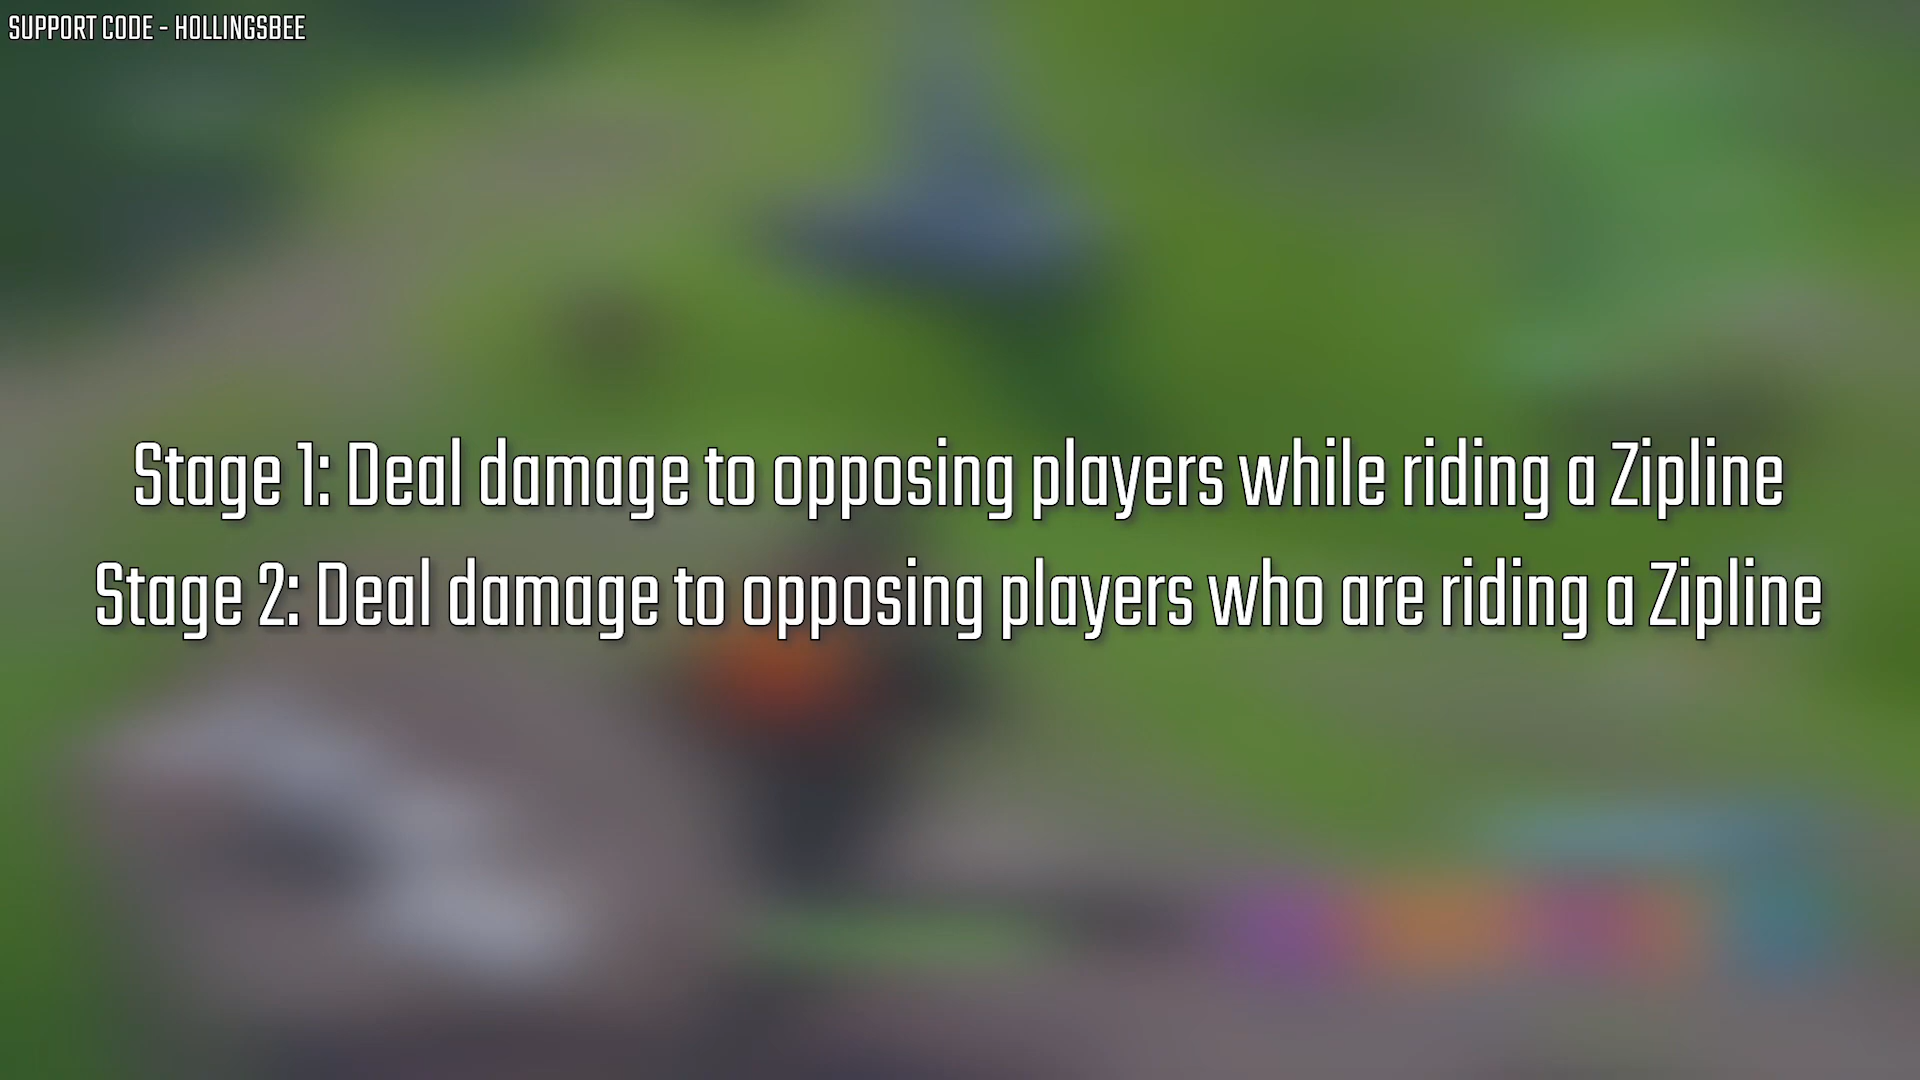 SUPPORT CODE - HOLLINGSBEE
Stage 1: Deal damage to opposing players while riding a Zipline
Stage 2: Deal damage to opposing players who are riding a Zipline